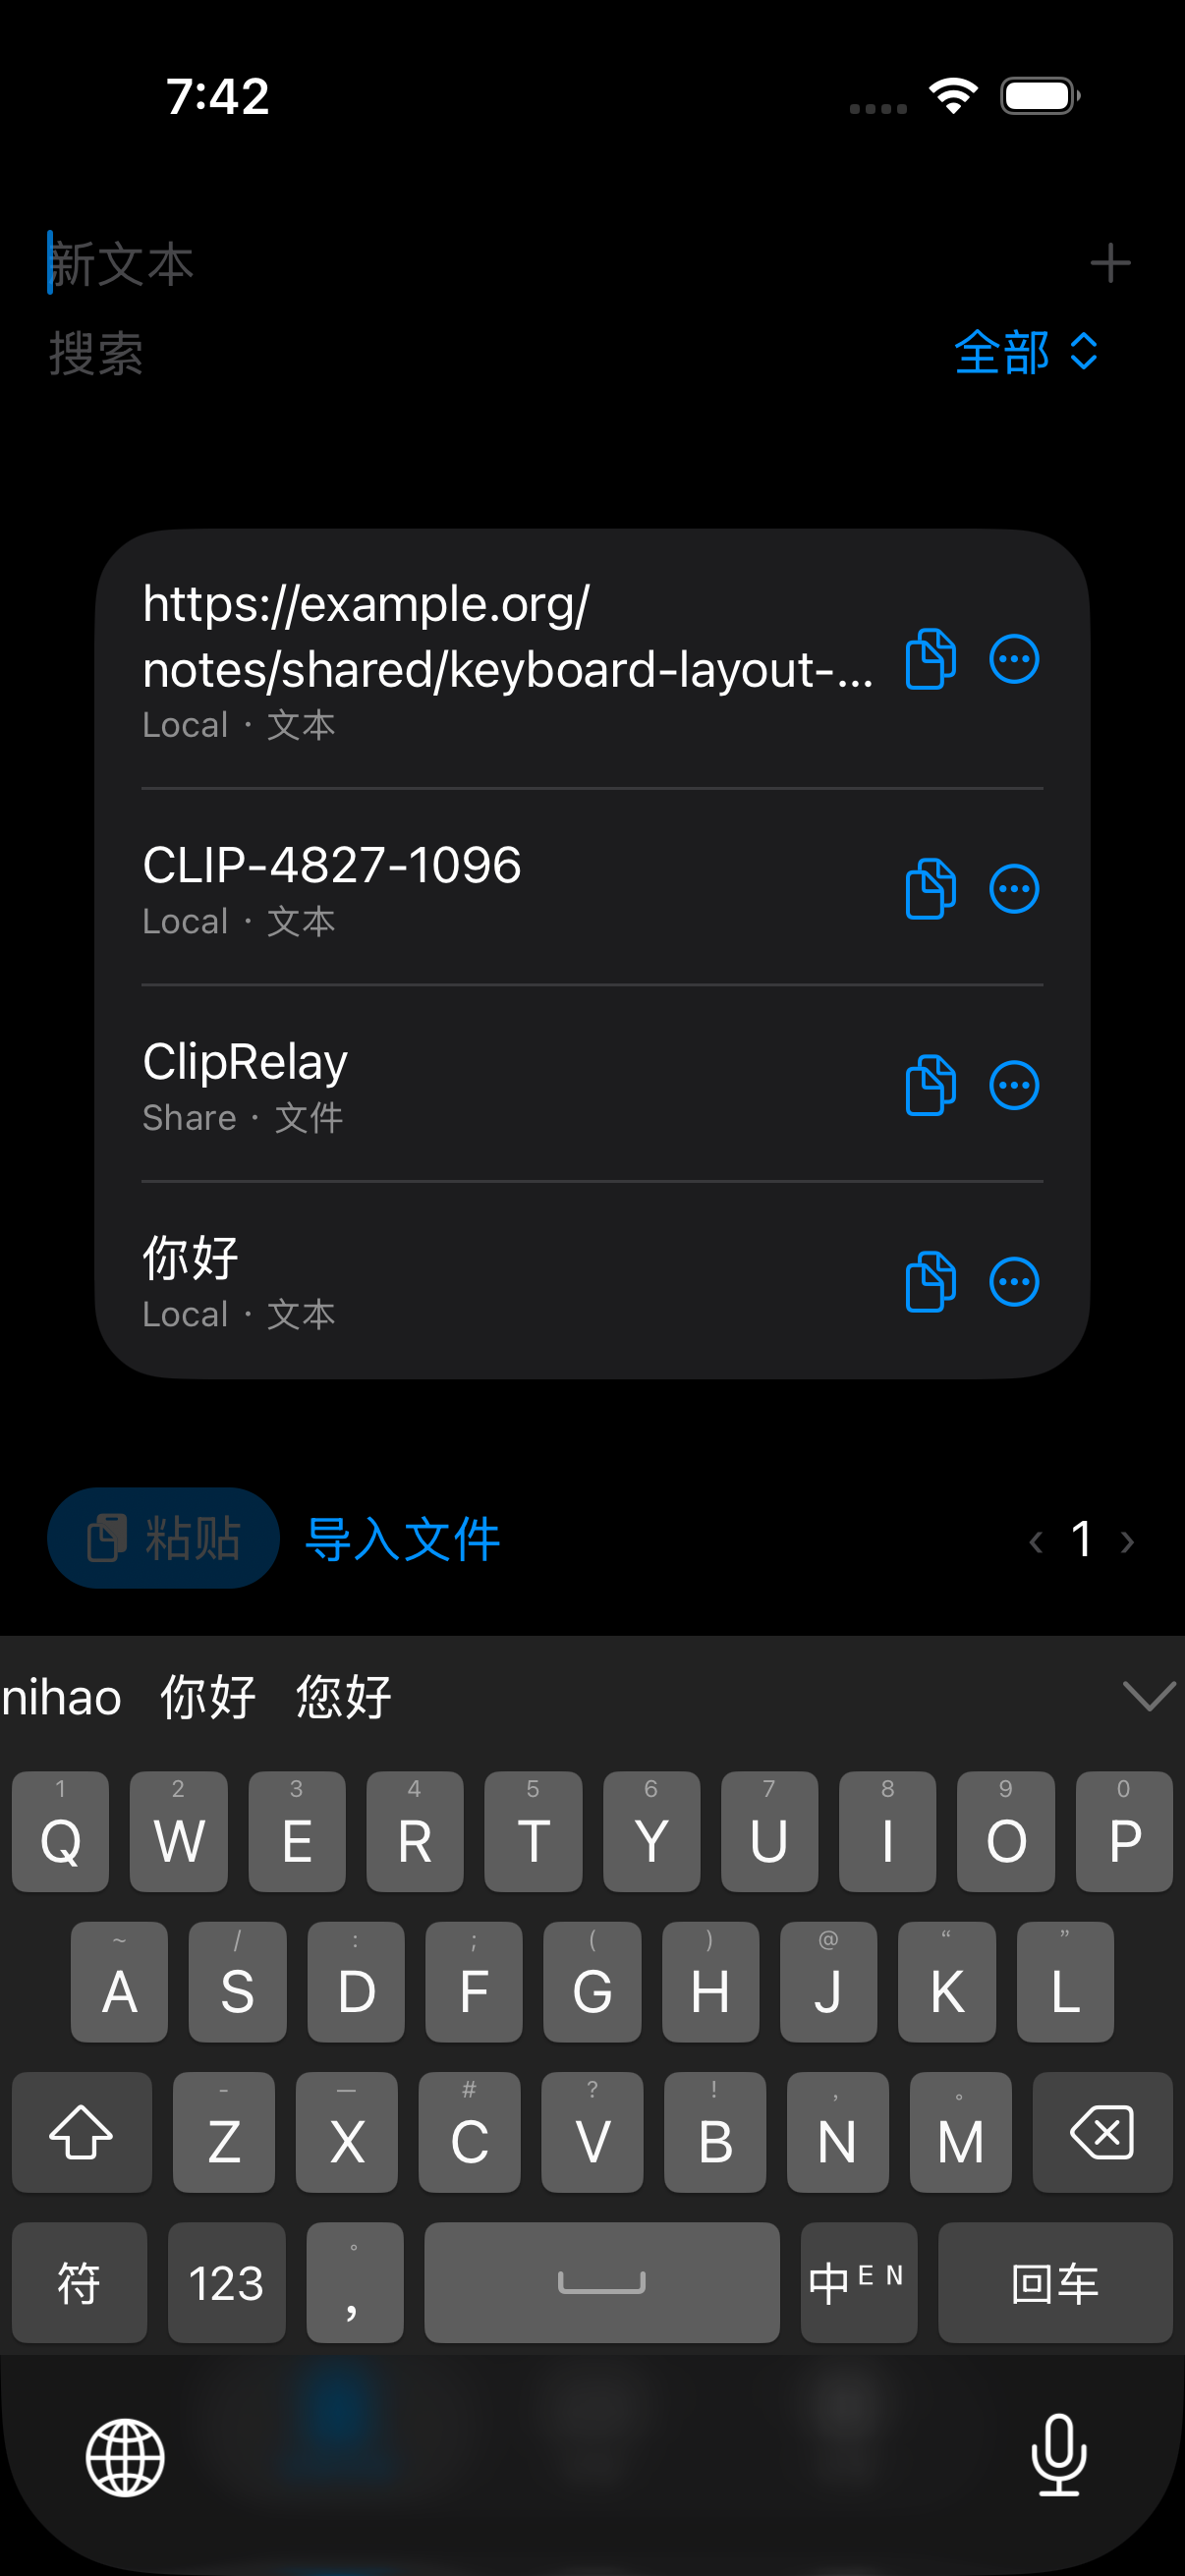 7:42
新文本
搜索 全部
https://example.org/
notes/shared/keyboard-layout-...
Local · 文本
CLIP-4827-1096
Local · 文本
ClipRelay
Share · 文件
你好
Local · 文本
粘贴 导入文件 ‹ 1 ›
nihao 你好 您好
1 2 3 4 5 6 7 8 9 0
Q W E R T Y U I O P
~ / : ; ( ) @ “ ”
A S D F G H J K L
- — # ? ! ， 。
Z X C V B N M
符 123 。 ， 中 EN 回车